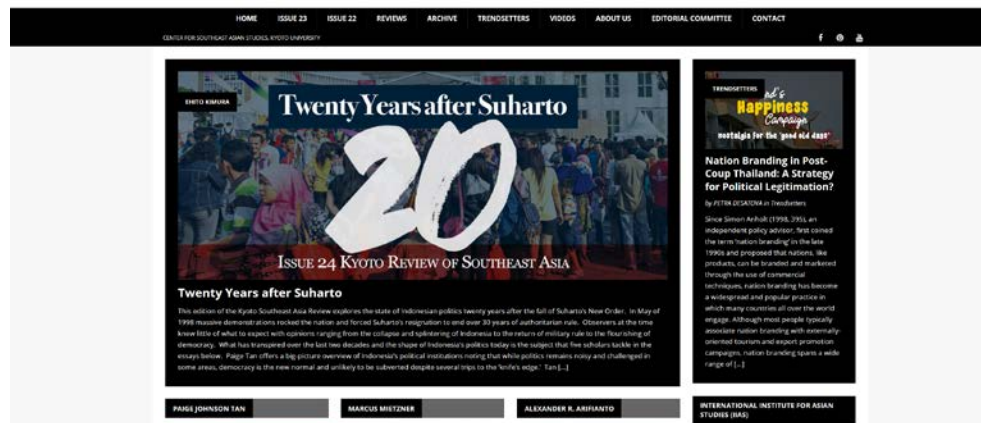 HOME ISSUE 23 ISSUE 22 REVIEWS ARCHIVE TRENDSETTERS VIDEOS ABOUT US EDITORIAL COMMITTEE CONTACT
CENTER FOR SOUTHEAST ASIAN STUDIES, KYOTO UNIVERSITY
EHITO KIMURA
Twenty Years after Suharto
20
ISSUE 24 KYOTO REVIEW OF SOUTHEAST ASIA
Twenty Years after Suharto
This edition of the Kyoto Southeast Asia Review explores the state of Indonesian politics twenty years after the fall of Suharto's New Order. In May of
1998 massive demonstrations rocked the nation and forced Suharto's resignation to end over 30 years of authoritarian rule. Observers at the time
knew little of what to expect with opinions ranging from the collapse and splintering of Indonesia to the return of military rule to the flourishing of
democracy. What has transpired over the last two decades and the shape of Indonesia's politics today is the subject that five scholars tackle in the
essays below. Paige Tan offers a big-picture overview of Indonesia's political institutions noting that while politics remains noisy and challenged in
some areas, democracy is the new normal and unlikely to be subverted despite several trips to the 'knife's edge.' Tan [...]
PAIGE JOHNSON TAN
MARCUS MIETZNER
ALEXANDER R. ARIFIANTO
TRENDSETTERS
Happiness
Campaign
nostalgia for the 'good old days'
Nation Branding in Post-
Coup Thailand: A Strategy
for Political Legitimation?
by PETRA DESATOVA in Trendsetters
Since Simon Anholt (1998, 395), an
independent policy advisor, first coined
the term 'nation branding' in the late
1990s and proposed that nations, like
products, can be branded and marketed
through the use of commercial
techniques, nation branding has become
a widespread and popular practice in
which many countries all over the world
engage. Although most people typically
associate nation branding with externally-
oriented tourism and export promotion
campaigns, nation branding spans a wide
range of [...]
INTERNATIONAL INSTITUTE FOR ASIAN
STUDIES (IIAS)